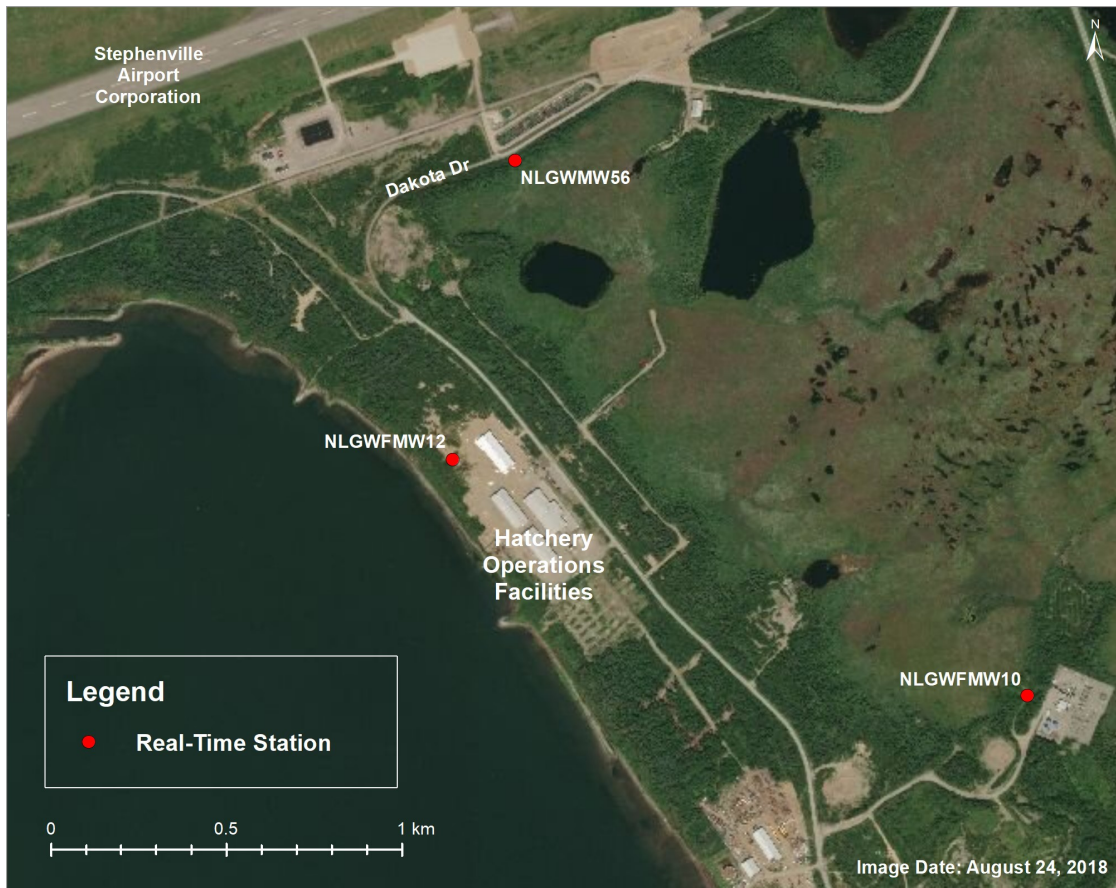 Stephenville
Airport
Corporation
N
Dakota Dr
NLGWMW56
NLGWFMW12
Hatchery
Operations
Facilities
NLGWFMW10
Legend
Real-Time Station
0 0.5 1 km
Image Date: August 24, 2018